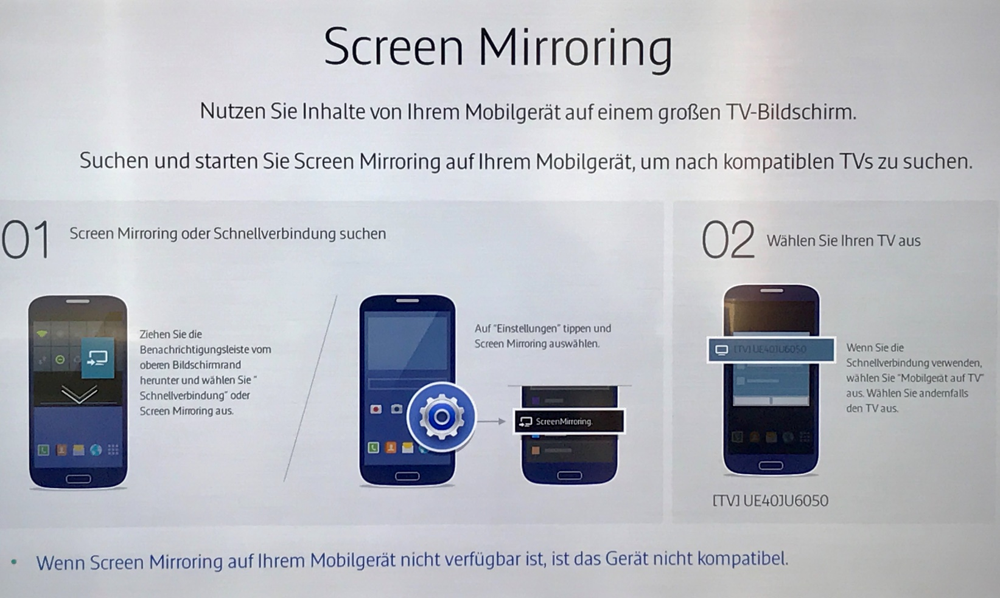 Screen Mirroring
Nutzen Sie Inhalte von Ihrem Mobilgerät auf einem großen TV-Bildschirm.
Suchen und starten Sie Screen Mirroring auf Ihrem Mobilgerät, um nach kompatiblen TVs zu suchen.
01 Screen Mirroring oder Schnellverbindung suchen
Ziehen Sie die
Benachrichtigungsleiste vom
oberen Bildschirmrand
herunter und wählen Sie "
Schnellverbindung" oder
Screen Mirroring aus.
Auf "Einstellungen" tippen und
Screen Mirroring auswählen.
ScreenMirroring.
02 Wählen Sie Ihren TV aus
[TV] UE40JU6050
Wenn Sie die
Schnellverbindung verwenden,
wählen Sie "Mobilgerät auf TV"
aus. Wählen Sie andernfalls
den TV aus.
[TV] UE40JU6050
• Wenn Screen Mirroring auf Ihrem Mobilgerät nicht verfügbar ist, ist das Gerät nicht kompatibel.